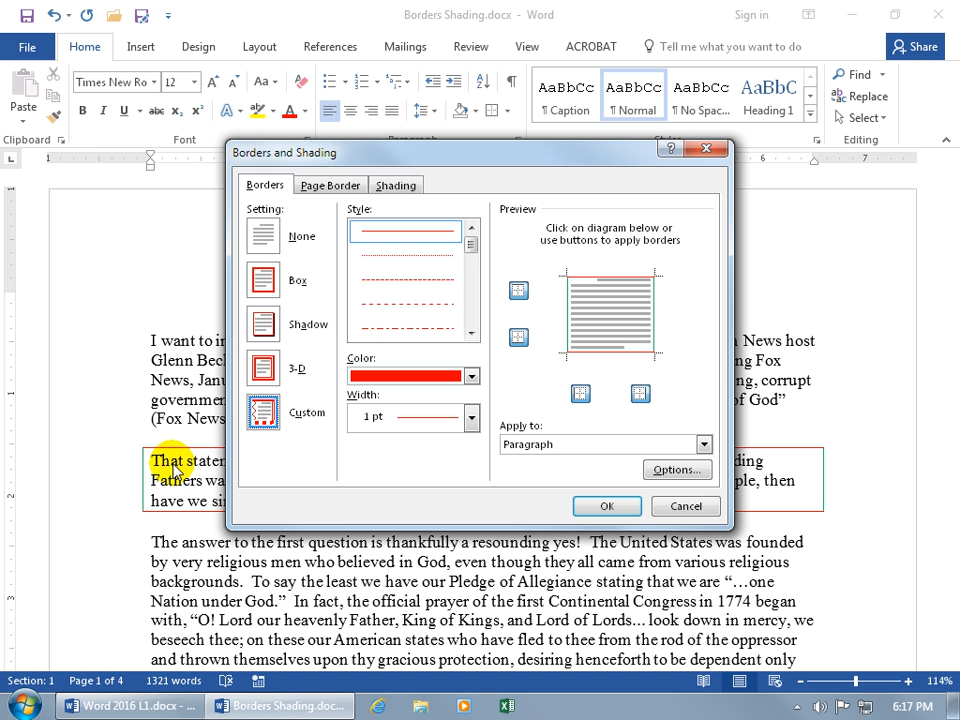 Borders Shading.docx - Word
Sign in
File Home Insert Design Layout References Mailings Review View ACROBAT Tell me what you want to do Share
Paste
Times New Ro 12 Aa
B I U abc X₂ X² A A
AaBbCc AaBbCc AaBbCc AaBbC
¶ Caption ¶ Normal ¶ No Spac... Heading 1
Find
Replace
Select
Clipboard Font Paragraph Styles Editing
1 6 7
Borders and Shading
Borders Page Border Shading
Setting:
None
Box
Shadow
3-D
Custom
Style:
Color:
Width:
1 pt
Preview
Click on diagram below or
use buttons to apply borders
Apply to:
Paragraph
Options...
OK Cancel
I want to in n News host
Glenn Bec ng Fox
News, Janu ng, corrupt
govern of God”
(Fox News
That staten ding
Fathers wa ple, then
have we si
The answer to the first question is thankfully a resounding yes! The United States was founded
by very religious men who believed in God, even though they all came from various religious
backgrounds. To say the least we have our Pledge of Allegiance stating that we are “…one
Nation under God.” In fact, the official prayer of the first Continental Congress in 1774 began
with, “O! Lord our heavenly Father, King of Kings, and Lord of Lords... look down in mercy, we
beseech thee; on these our American states who have fled to thee from the rod of the oppressor
and thrown themselves upon thy gracious protection, desiring henceforth to be dependent only
Section: 1 Page 1 of 4 1321 words 114%
Word 2016 L1.docx - ... Borders Shading.doc... 6:17 PM